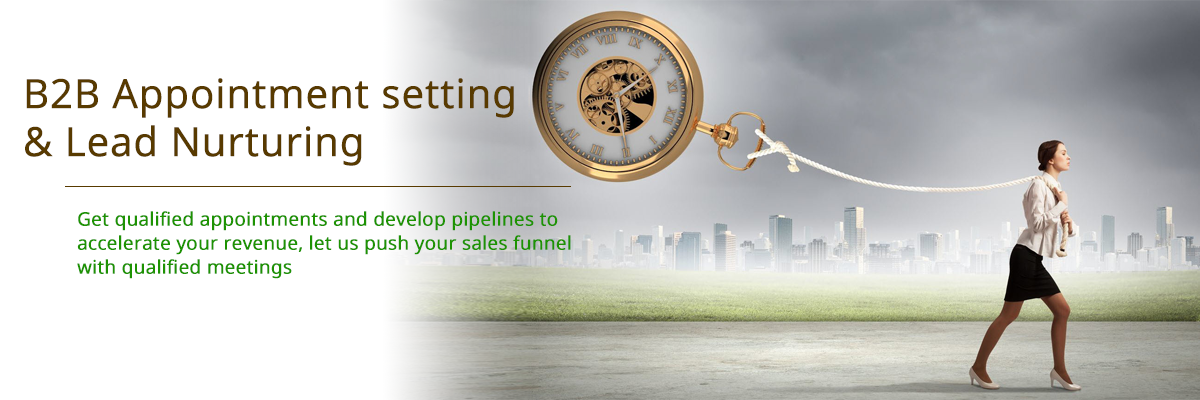 B2B Appointment setting
& Lead Nurturing
Get qualified appointments and develop pipelines to
accelerate your revenue, let us push your sales funnel
with qualified meetings